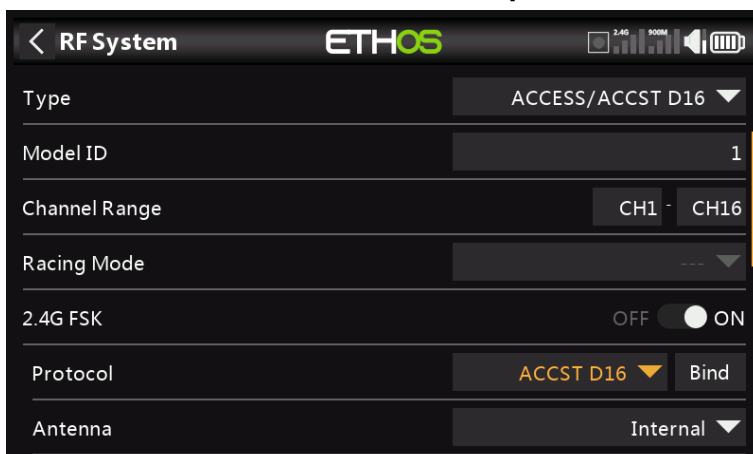 RF System ETHOS 2.4G 900M
Type ACCESS/ACCST D16
Model ID 1
Channel Range CH1 - CH16
Racing Mode ---
2.4G FSK OFF ON
Protocol ACCST D16 Bind
Antenna Internal